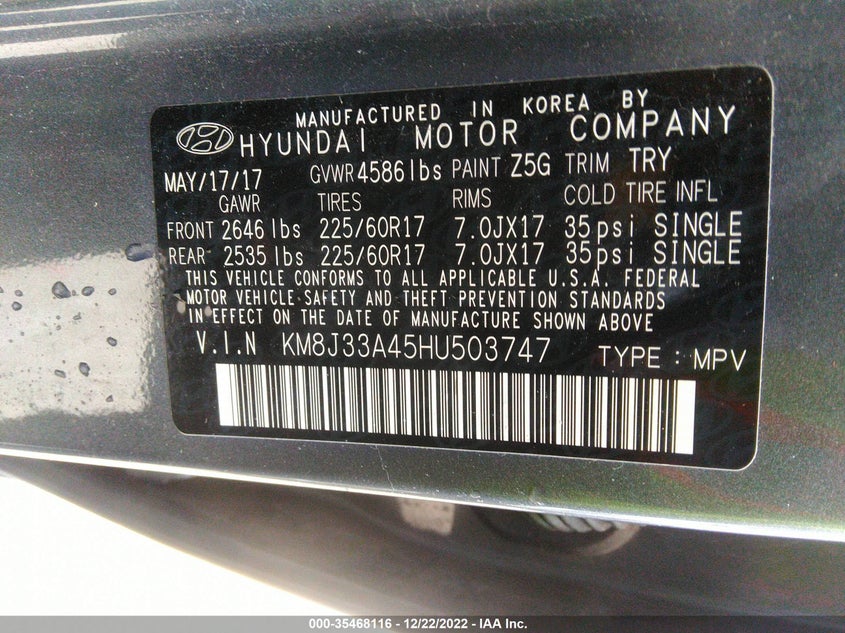 MANUFACTURED IN KOREA BY
HYUNDAI MOTOR COMPANY
MAY/17/17 GVWR 4586lbs PAINT Z5G TRIM TRY
GAWR TIRES RIMS COLD TIRE INFL
FRONT 2646 lbs 225/60R17 7.0JX17 35psi SINGLE
REAR 2535 lbs 225/60R17 7.0JX17 35psi SINGLE
THIS VEHICLE CONFORMS TO ALL APPLICABLE U.S.A. FEDERAL
MOTOR VEHICLE SAFETY AND THEFT PREVENTION STANDARDS
IN EFFECT ON THE DATE OF MANUFACTURE SHOWN ABOVE
V.I.N KM8J33A45HU503747 TYPE : MPV
000-35468116 - 12/22/2022 - IAA Inc.